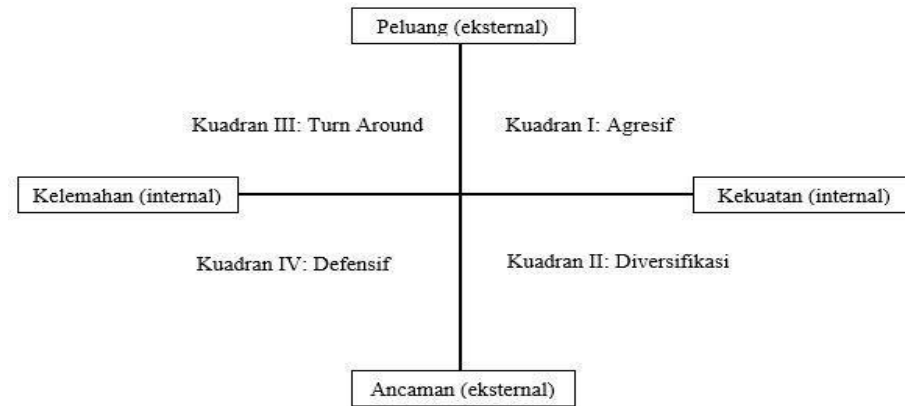 Peluang (eksternal)
Kuadran III: Turn Around
Kuadran I: Agresif
Kelemahan (internal)
Kekuatan (internal)
Kuadran IV: Defensif
Kuadran II: Diversifikasi
Ancaman (eksternal)